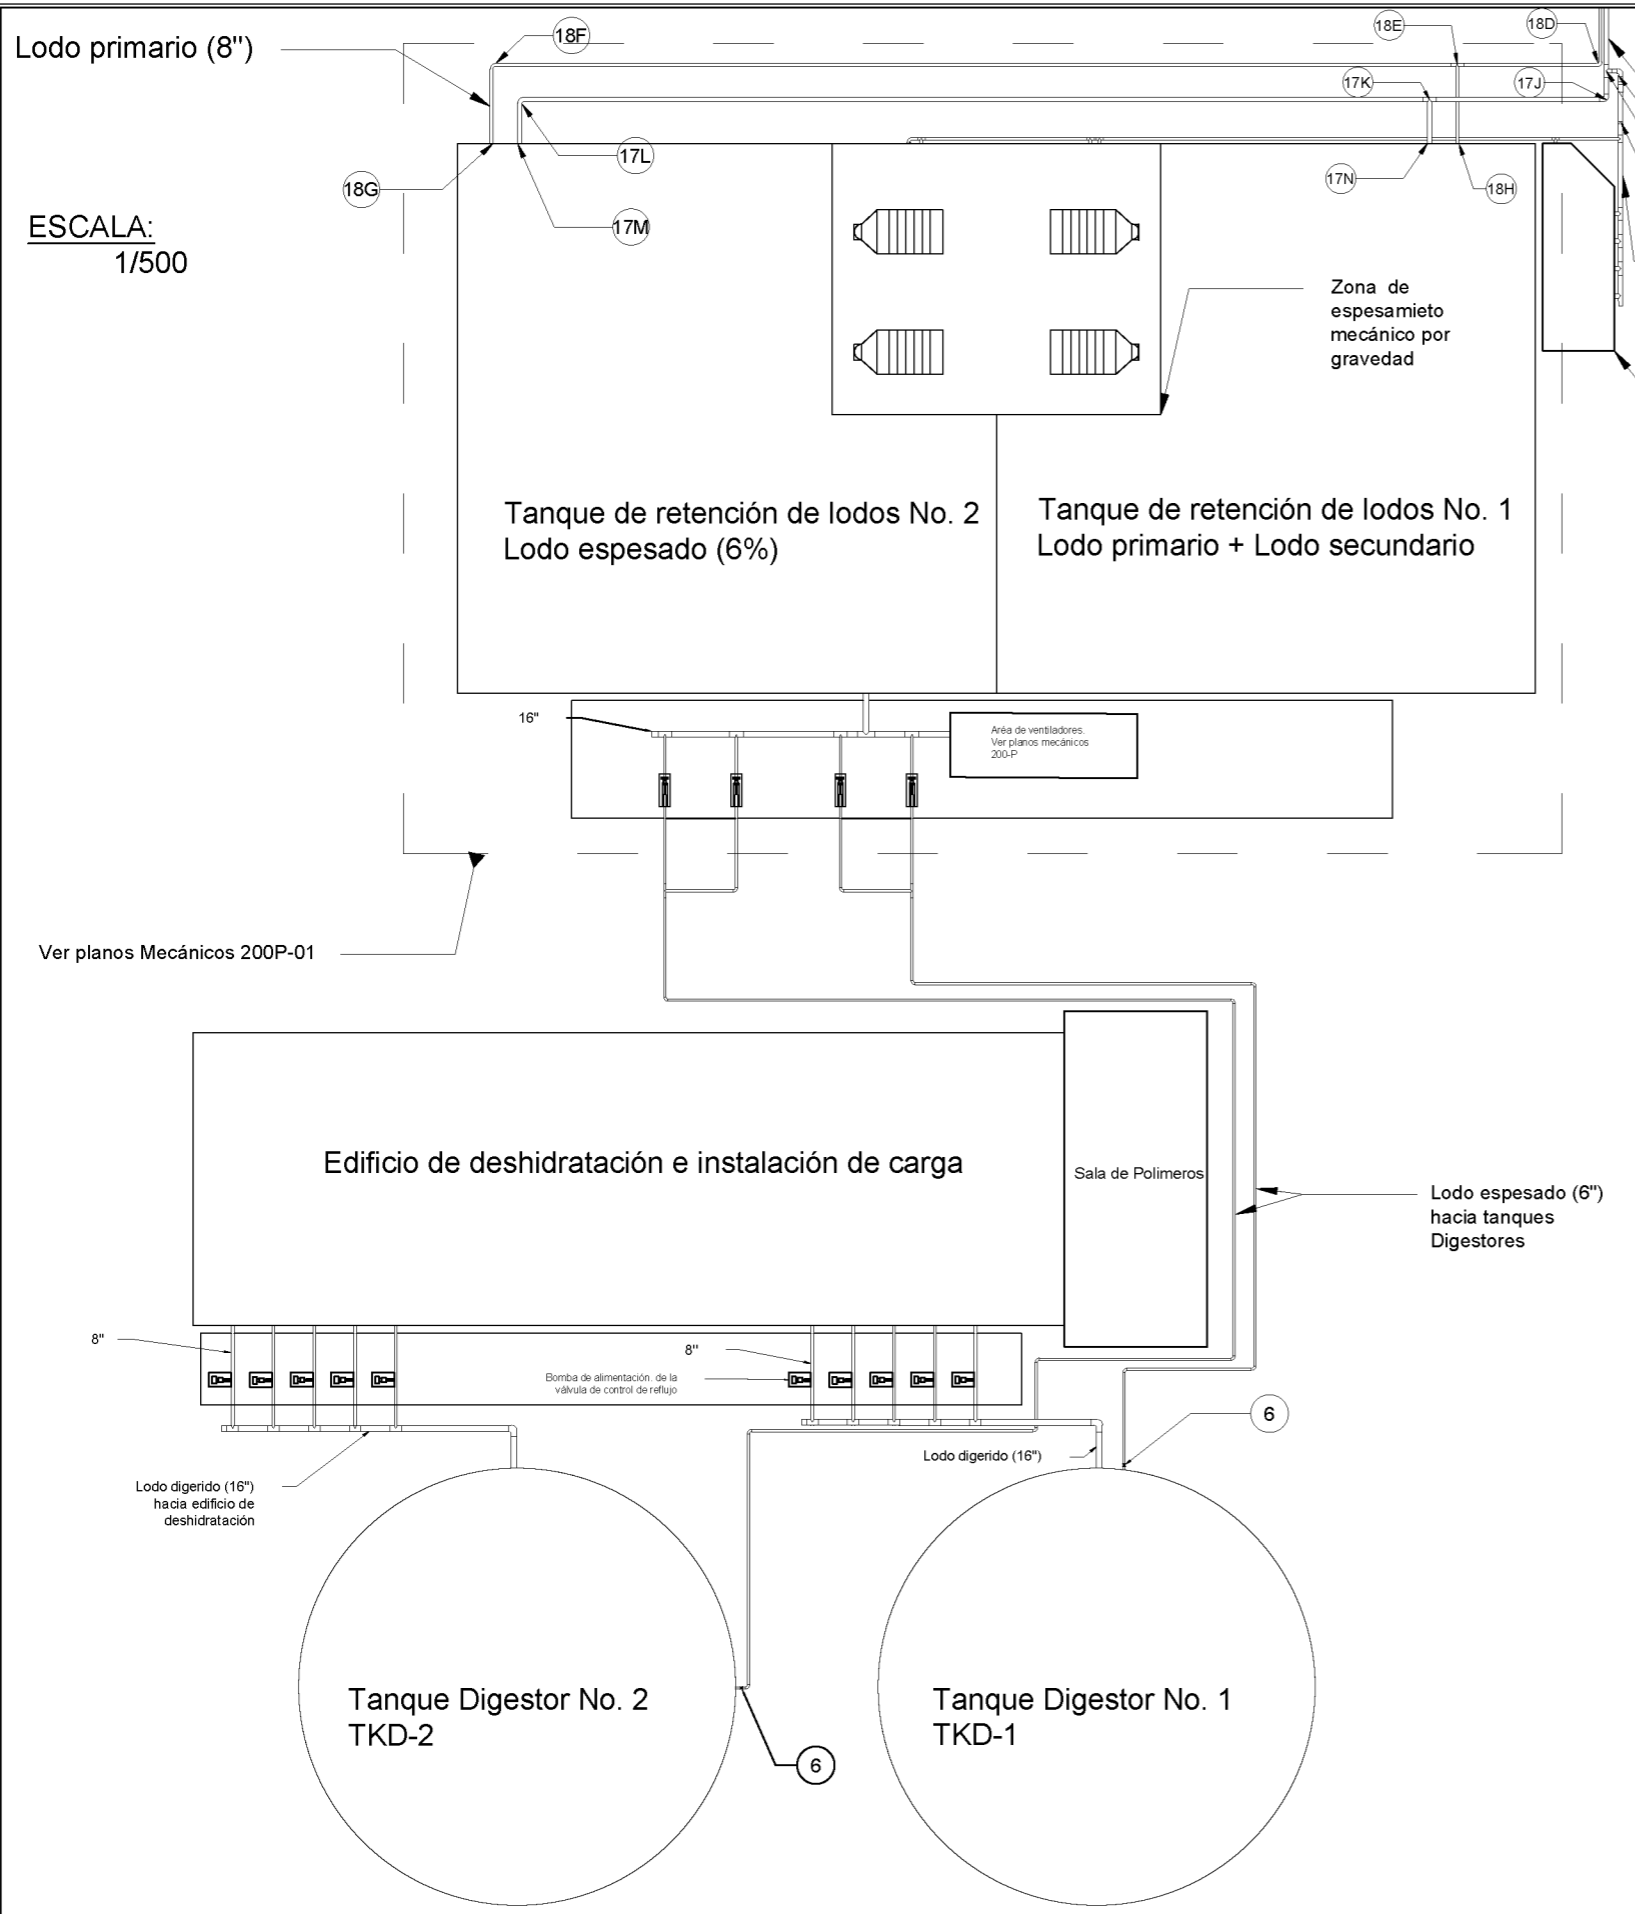 Lodo primario (8")
18F
18E
18D
17K
17J
17L
18G
17N
18H
17M
ESCALA:
1/500
Zona de
espesamieto
mecánico por
gravedad
Tanque de retención de lodos No. 2
Lodo espesado (6%)
Tanque de retención de lodos No. 1
Lodo primario + Lodo secundario
16"
Aréa de ventiladores.
Ver planos mecánicos
200-P
Ver planos Mecánicos 200P-01
Edificio de deshidratación e instalación de carga
Sala de Polimeros
Lodo espesado (6")
hacia tanques
Digestores
8"
8"
Bomba de alimentación. de la
válvula de control de reflujo
6
Lodo digerido (16")
Lodo digerido (16")
hacia edificio de
deshidratación
Tanque Digestor No. 2
TKD-2
Tanque Digestor No. 1
TKD-1
6